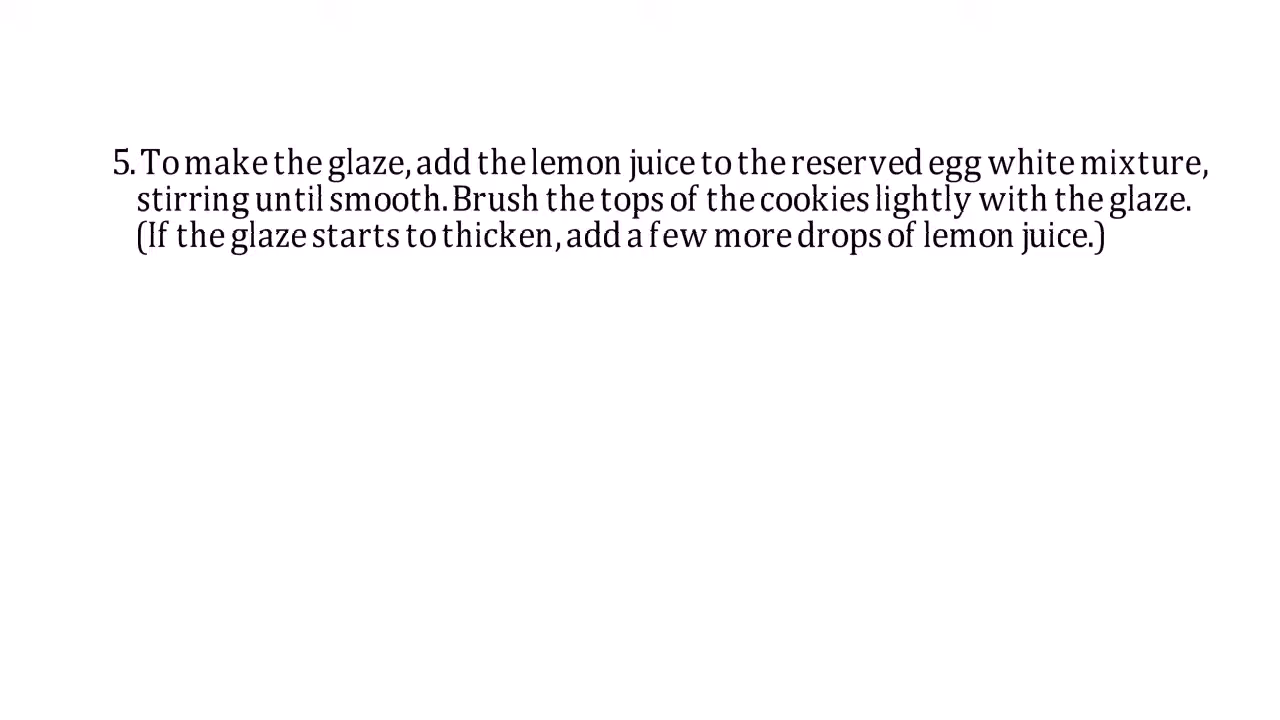 5. To make the glaze, add the lemon juice to the reserved egg white mixture,
stirring until smooth. Brush the tops of the cookies lightly with the glaze.
(If the glaze starts to thicken, add a few more drops of lemon juice.)